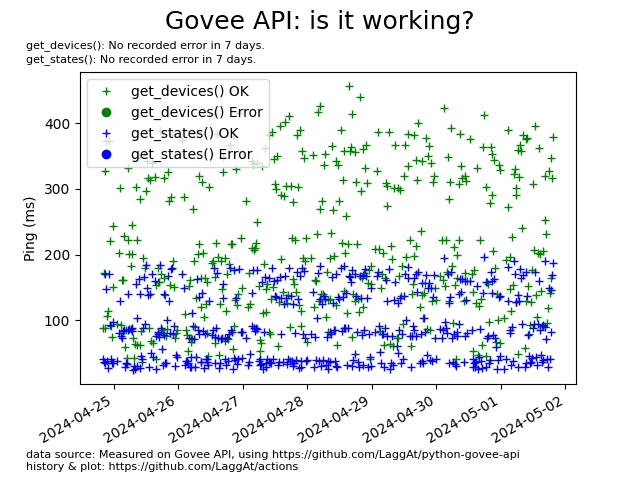 Govee API: is it working?
get_devices(): No recorded error in 7 days.
get_states(): No recorded error in 7 days.
get_devices() OK
get_devices() Error
get_states() OK
get_states() Error
Ping (ms)
400
300
200
100
2024-04-25
2024-04-26
2024-04-27
2024-04-28
2024-04-29
2024-04-30
2024-05-01
2024-05-02
data source: Measured on Govee API, using https://github.com/LaggAt/python-govee-api
history & plot: https://github.com/LaggAt/actions